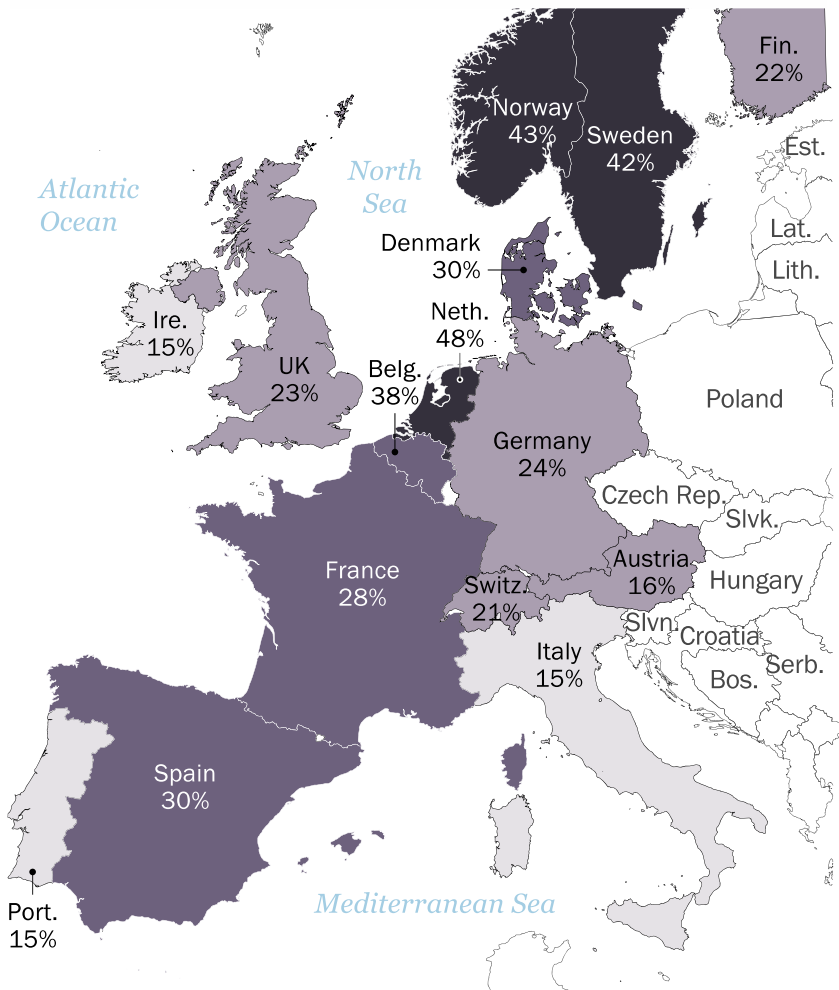 Fin.
22%
Norway
43%
Sweden
42%
Est.
North
Sea
Atlantic
Ocean
Lat.
Denmark
30%
Lith.
Neth.
48%
Ire.
15%
UK
23%
Belg.
38%
Poland
Germany
24%
Czech Rep.
Slvk.
France
28%
Austria
16%
Hungary
Switz.
21%
Slvn.
Croatia
Italy
15%
Serb.
Bos.
Spain
30%
Mediterranean Sea
Port.
15%